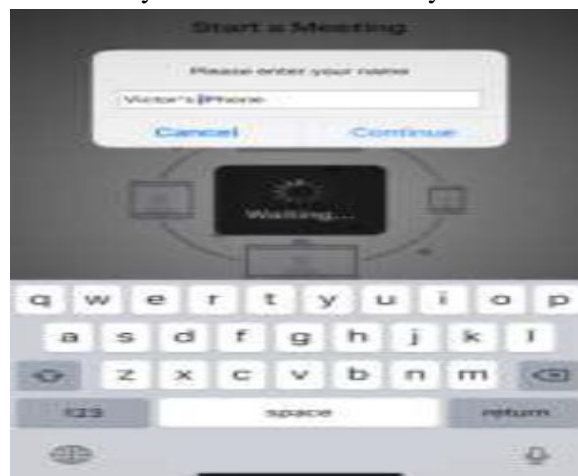 Start a Meeting
Please enter your name
Victor's iPhone
Cancel Continue
Waiting...
q w e r t y u i o p
a s d f g h j k l
z x c v b n m
123 space return